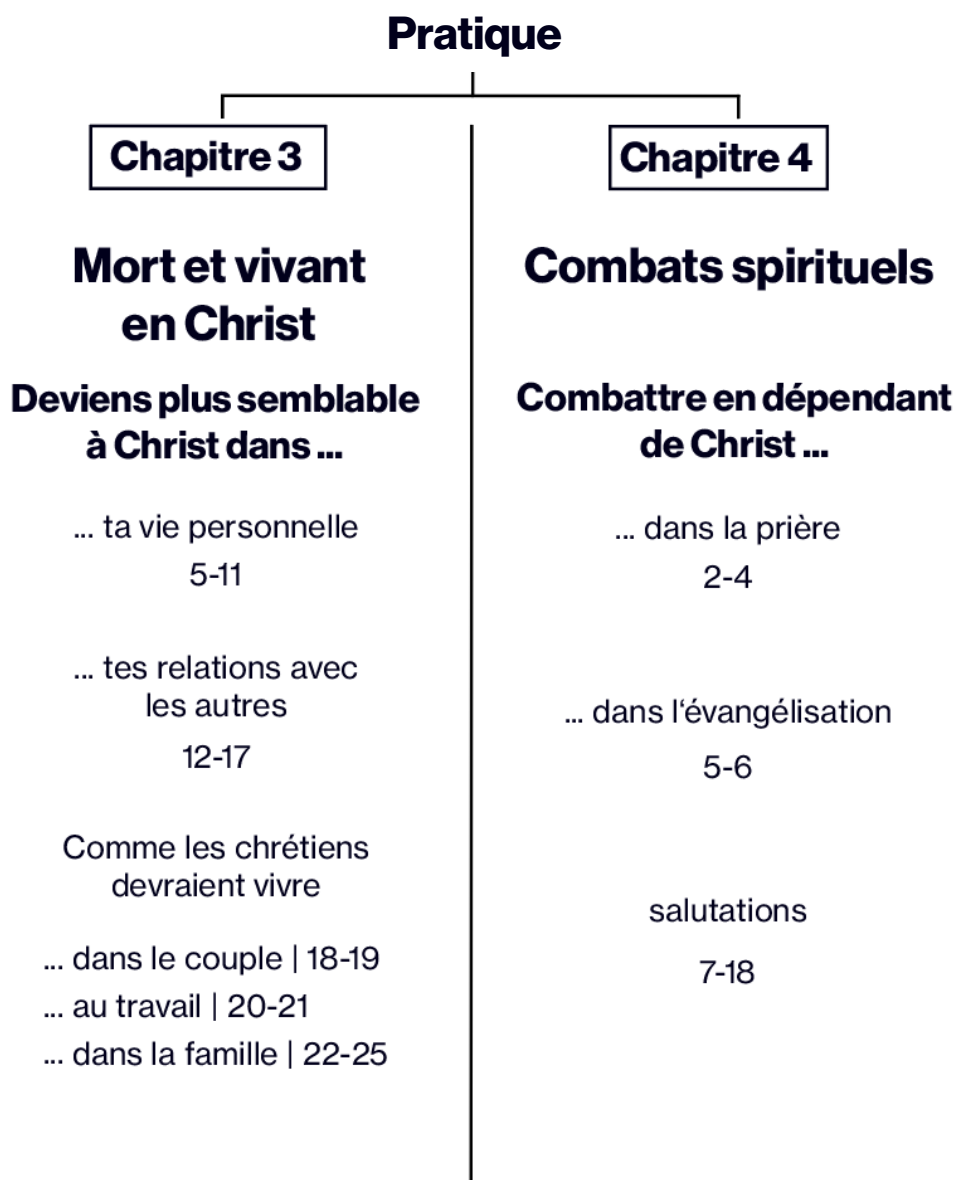 Pratique
Chapitre 3
Mort et vivant
en Christ
Deviens plus semblable
à Christ dans ...
... ta vie personnelle
5-11
... tes relations avec
les autres
12-17
Comme les chrétiens
devraient vivre
... dans le couple | 18-19
... au travail | 20-21
... dans la famille | 22-25
Chapitre 4
Combats spirituels
Combattre en dépendant
de Christ ...
... dans la prière
2-4
... dans l‘évangélisation
5-6
salutations
7-18